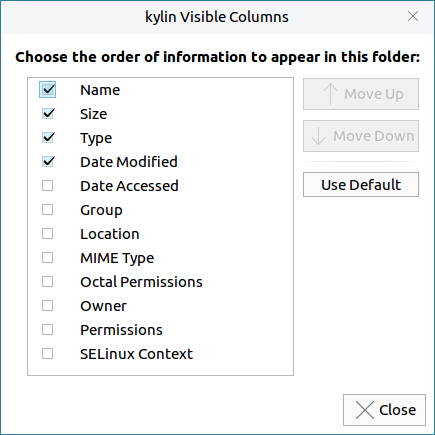 kylin Visible Columns
Choose the order of information to appear in this folder:
Name
Size
Type
Date Modified
Date Accessed
Group
Location
MIME Type
Octal Permissions
Owner
Permissions
SELinux Context
Move Up
Move Down
Use Default
Close